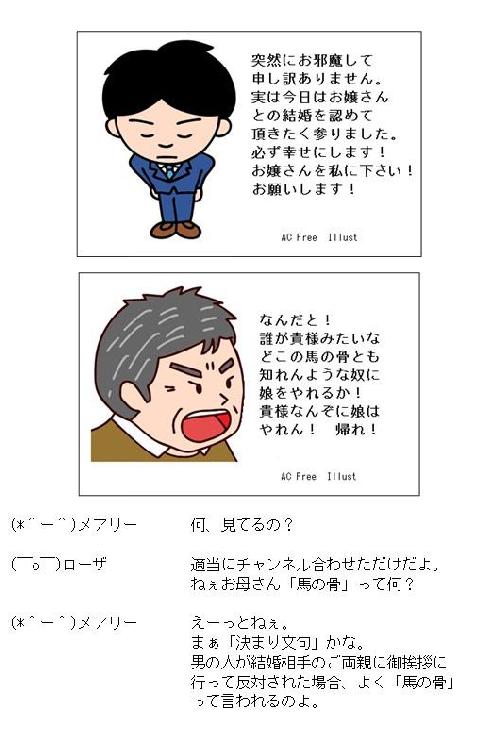 突然にお邪魔して
申し訳ありません。
実は今日はお嬢さん
との結婚を認めて
頂きたく参りました。
必ず幸せにします！
お嬢さんを私に下さい！
お願いします！
AC Free Illust
なんだと！
誰が貴様みたいな
どこの馬の骨とも
知れんような奴に
娘をやれるか！
貴様なんぞに娘は
やれん！　帰れ！
AC Free Illust
(*＾ー＾)メアリー　何、見てるの？
(￣o￣)ローザ　適当にチャンネル合わせただけだよ。
ねぇお母さん「馬の骨」って何？
(*＾ー＾)メアリー　えーっとねぇ。
まぁ「決まり文句」かな。
男の人が結婚相手のご両親に御挨拶に
行って反対された場合、よく「馬の骨」
って言われるのよ。